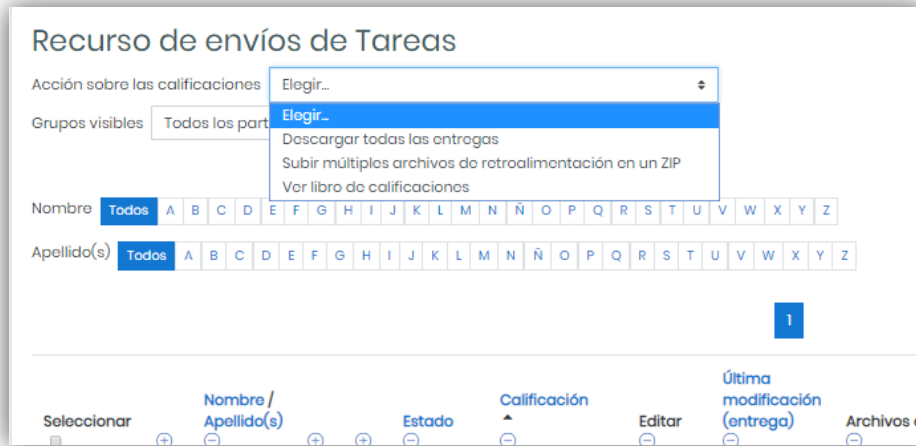 Recurso de envíos de Tareas
Acción sobre las calificaciones Elegir...
Elegir...
Grupos visibles Todos los part
Descargar todas las entregas
Subir múltiples archivos de retroalimentación en un ZIP
Ver libro de calificaciones
Nombre Todos A B C D E F G H I J K L M N Ñ O P Q R S T U V W X Y Z
Apellido(s) Todos A B C D E F G H I J K L M N Ñ O P Q R S T U V W X Y Z
1
Seleccionar
Nombre /
Apellido(s)
Estado
Calificación
Editar
Última
modificación
(entrega)
Archivos